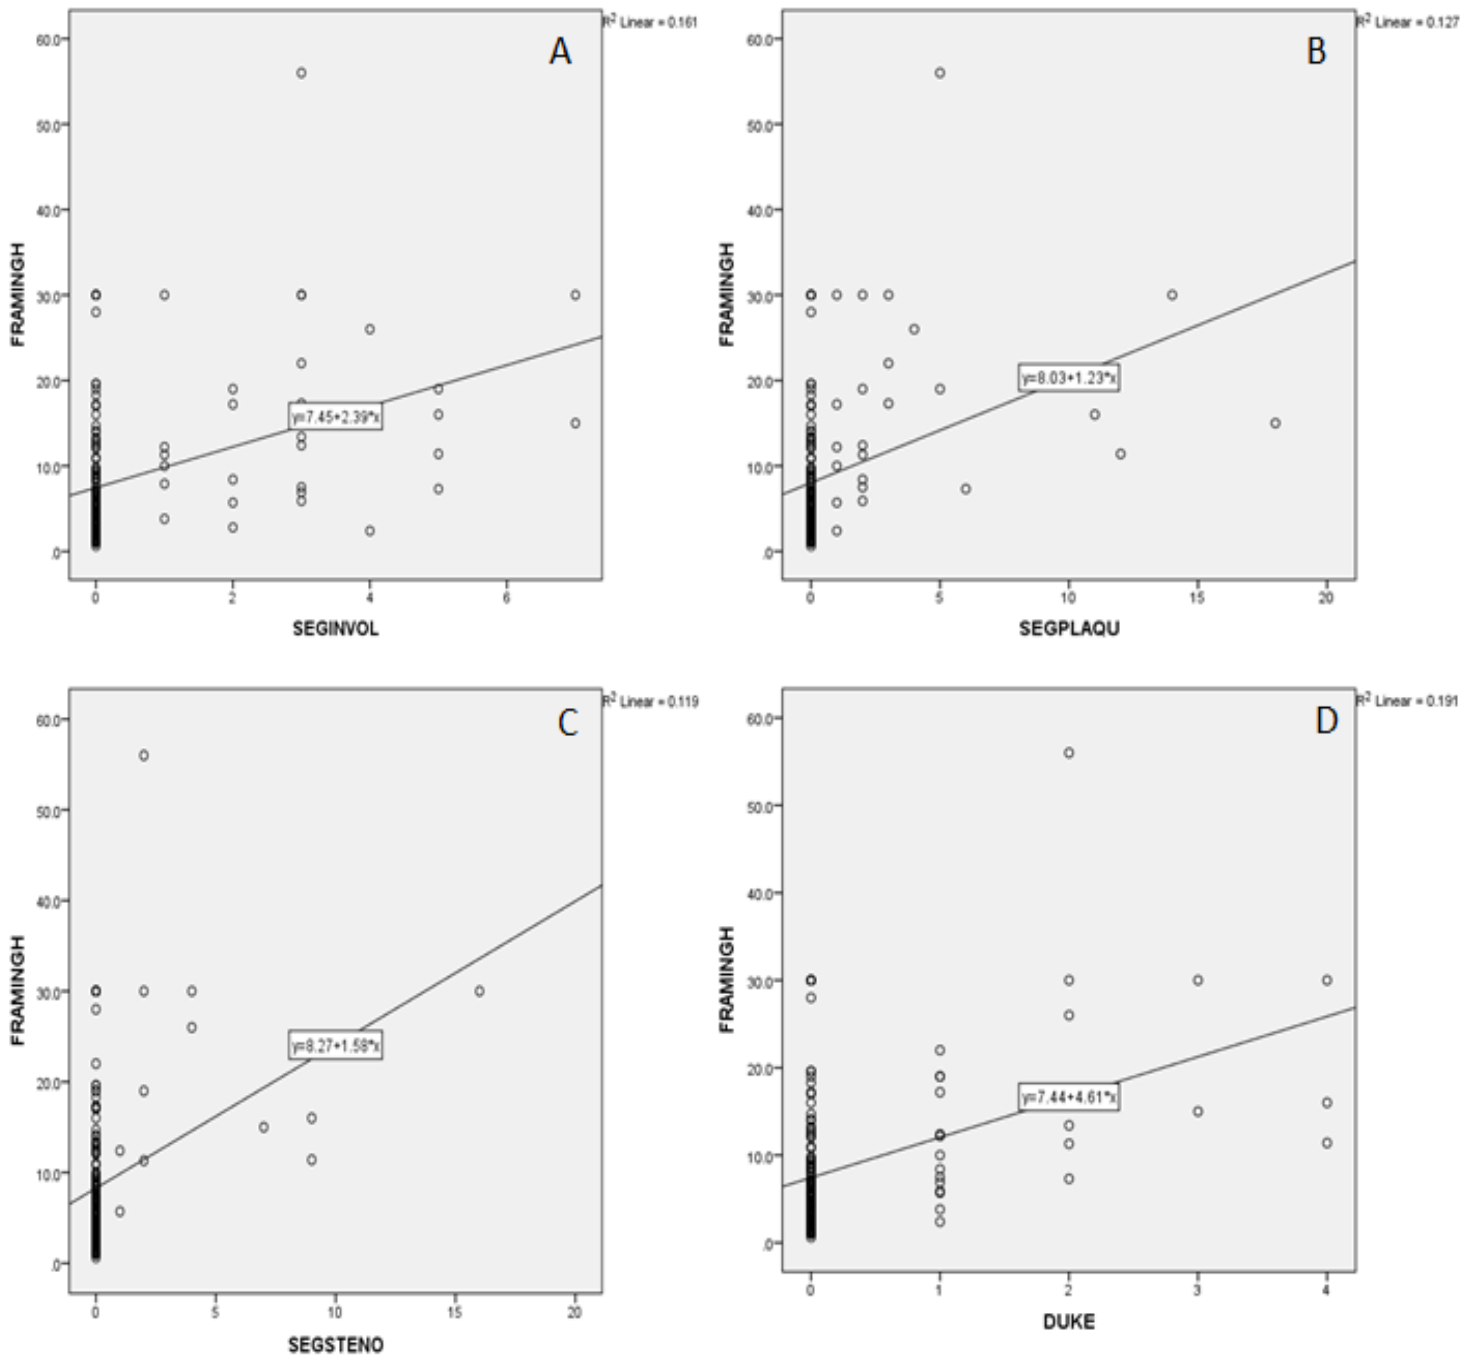 R² Linear = 0.161
A
60.0
50.0
40.0
30.0
20.0
10.0
.0
FRAMINGH
y=7.45+2.39*x
0 2 4 6
SEGINVOL
R² Linear = 0.127
B
60.0
50.0
40.0
30.0
20.0
10.0
.0
FRAMINGH
y=8.03+1.23*x
0 5 10 15 20
SEGPLAQU
R² Linear = 0.119
C
60.0
50.0
40.0
30.0
20.0
10.0
.0
FRAMINGH
y=8.27+1.58*x
0 5 10 15 20
SEGSTENO
R² Linear = 0.191
D
60.0
50.0
40.0
30.0
20.0
10.0
.0
FRAMINGH
y=7.44+4.61*x
0 1 2 3 4
DUKE